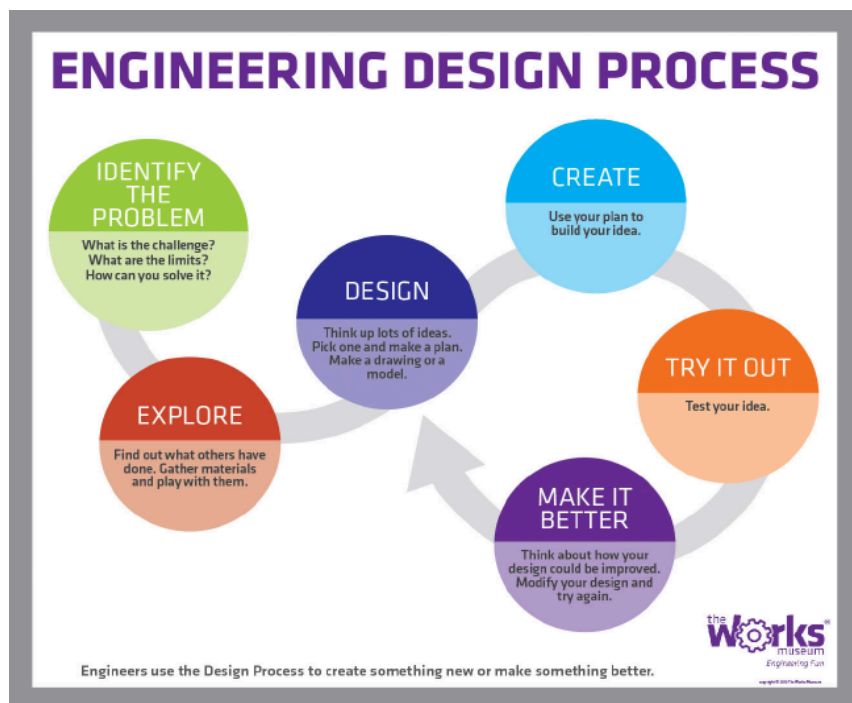 ENGINEERING DESIGN PROCESS
IDENTIFY
THE
PROBLEM
What is the challenge?
What are the limits?
How can you solve it?
EXPLORE
Find out what others have
done. Gather materials
and play with them.
DESIGN
Think up lots of ideas.
Pick one and make a plan.
Make a drawing or a
model.
CREATE
Use your plan to
build your idea.
TRY IT OUT
Test your idea.
MAKE IT
BETTER
Think about how your
design could be improved.
Modify your design and
try again.
the
Works
museum
Engineering Fun
Engineers use the Design Process to create something new or make something better.